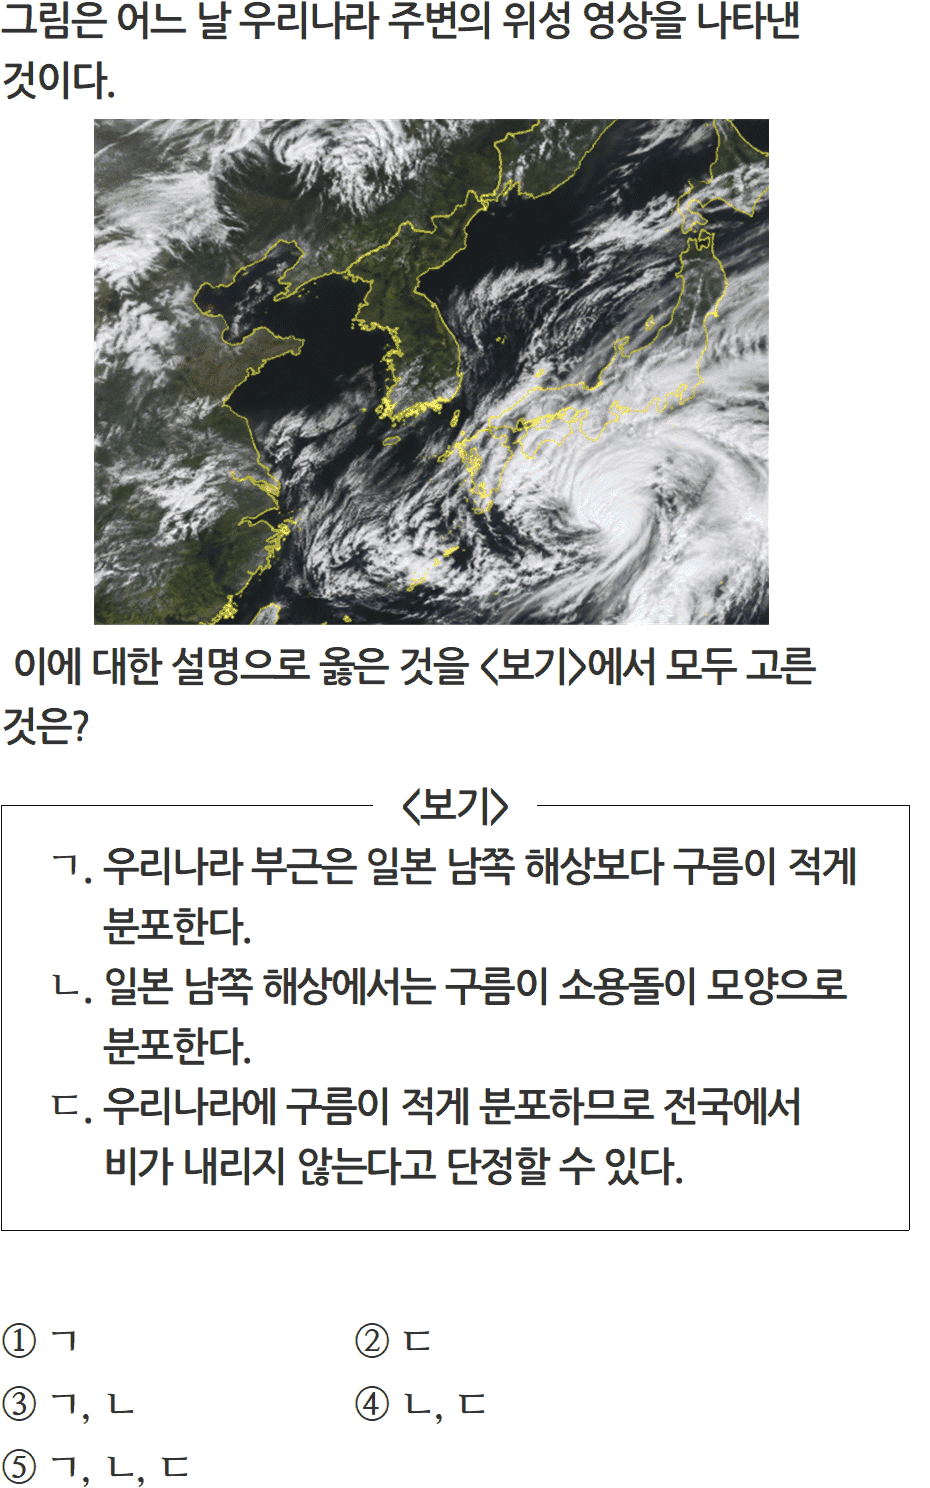 그림은 어느 날 우리나라 주변의 위성 영상을 나타낸
것이다.
이에 대한 설명으로 옳은 것을 <보기>에서 모두 고른
것은?
<보기>
ㄱ. 우리나라 부근은 일본 남쪽 해상보다 구름이 적게
분포한다.
ㄴ. 일본 남쪽 해상에서는 구름이 소용돌이 모양으로
분포한다.
ㄷ. 우리나라에 구름이 적게 분포하므로 전국에서
비가 내리지 않는다고 단정할 수 있다.
① ㄱ ② ㄷ
③ ㄱ, ㄴ ④ ㄴ, ㄷ
⑤ ㄱ, ㄴ, ㄷ